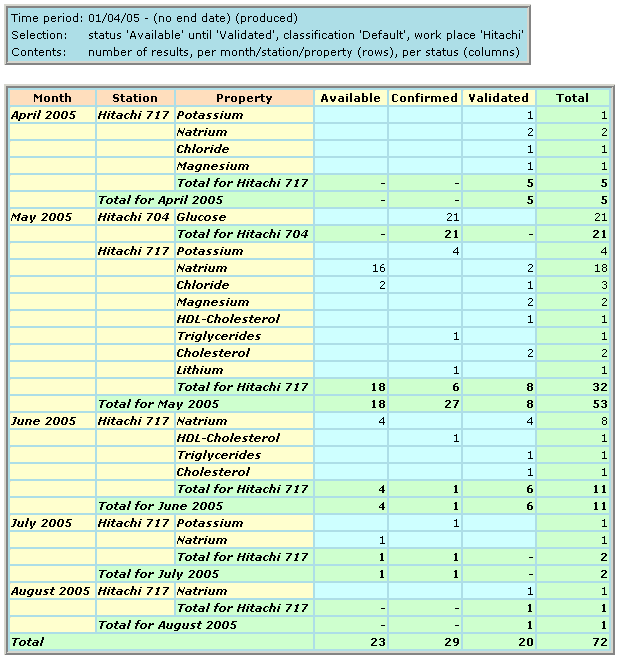 Time period: 01/04/05 - (no end date) (produced)
Selection: status 'Available' until 'Validated', classification 'Default', work place 'Hitachi'
Contents: number of results, per month/station/property (rows), per status (columns)
Month Station Property Available Confirmed Validated Total
April 2005 Hitachi 717 Potassium 1 1
Natrium 2 2
Chloride 1 1
Magnesium 1 1
Total for Hitachi 717 - - 5 5
Total for April 2005 - - 5 5
May 2005 Hitachi 704 Glucose 21 21
Total for Hitachi 704 - 21 - 21
Hitachi 717 Potassium 4 4
Natrium 16 2 18
Chloride 2 1 3
Magnesium 2 2
HDL-Cholesterol 1 1
Triglycerides 1 1
Cholesterol 2 2
Lithium 1 1
Total for Hitachi 717 18 6 8 32
Total for May 2005 18 27 8 53
June 2005 Hitachi 717 Natrium 4 4 8
HDL-Cholesterol 1 1
Triglycerides 1 1
Cholesterol 1 1
Total for Hitachi 717 4 1 6 11
Total for June 2005 4 1 6 11
July 2005 Hitachi 717 Potassium 1 1
Natrium 1 1
Total for Hitachi 717 1 1 - 2
Total for July 2005 1 1 - 2
August 2005 Hitachi 717 Natrium 1 1
Total for Hitachi 717 - - 1 1
Total for August 2005 - - 1 1
Total 23 29 20 72